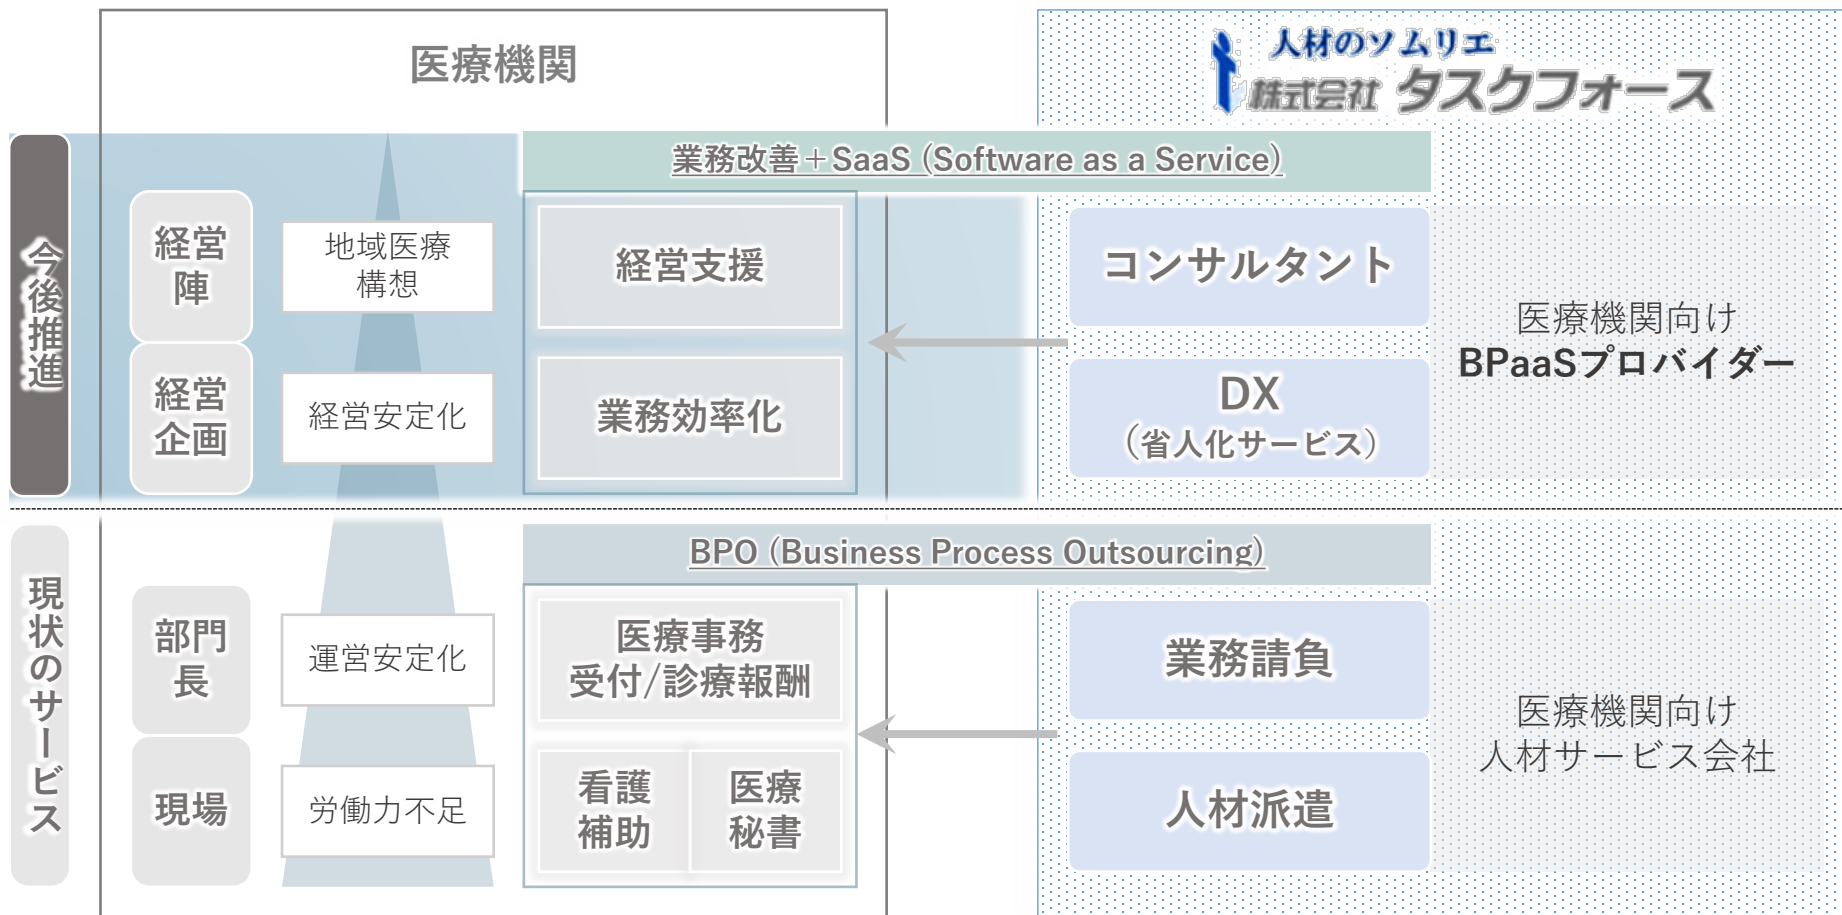 医療機関
人材のソムリエ
株式会社 タスクフォース
今後推進
業務改善＋SaaS (Software as a Service)
経営
陣
地域医療
構想
経営支援
コンサルタント
経営
企画
経営安定化
業務効率化
DX
（省人化サービス）
医療機関向け
BPaaSプロバイダー
現状のサービス
BPO (Business Process Outsourcing)
部門
長
運営安定化
医療事務
受付/診療報酬
業務請負
現場
労働力不足
看護
補助
医療
秘書
人材派遣
医療機関向け
人材サービス会社